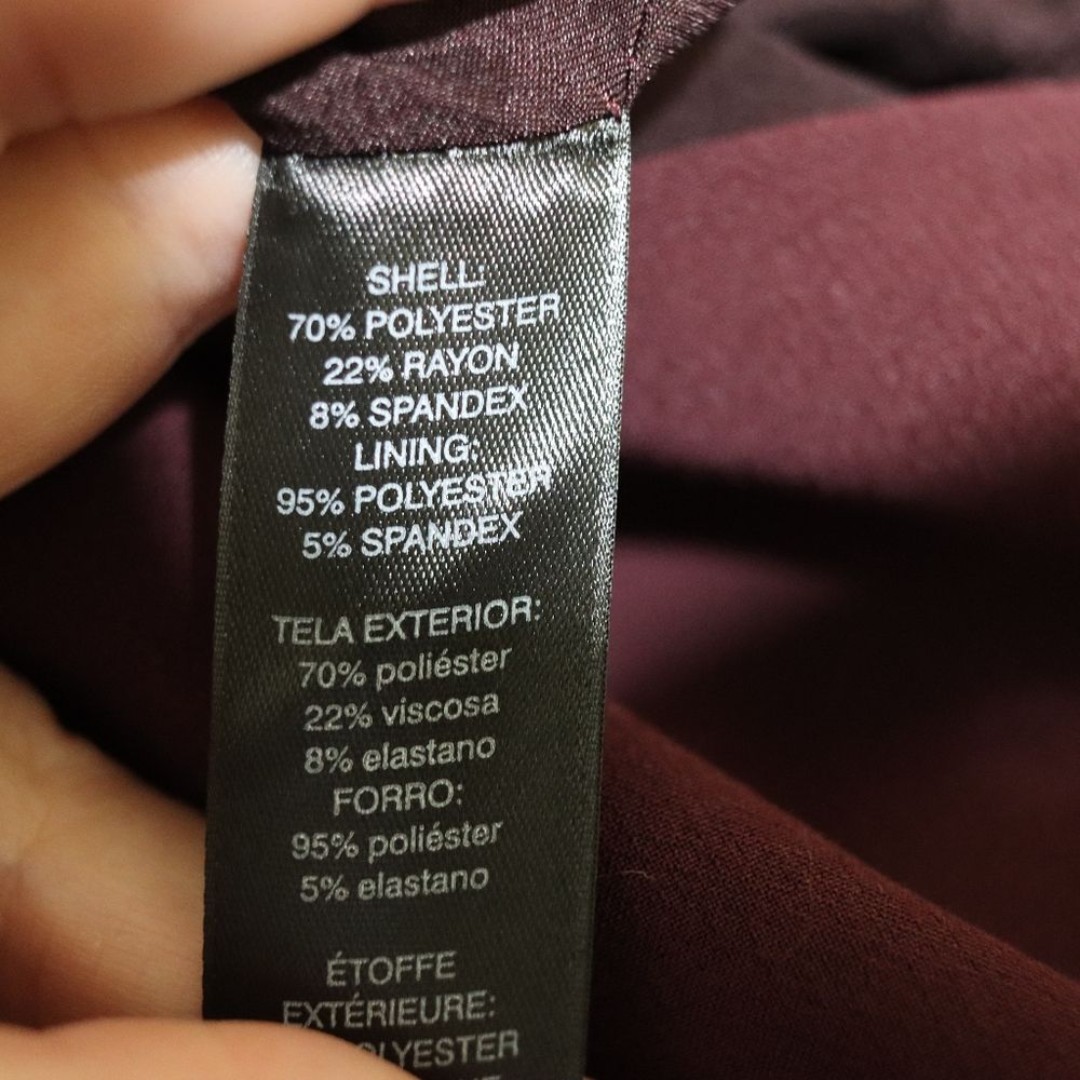 SHELL:
70% POLYESTER
22% RAYON
8% SPANDEX
LINING:
95% POLYESTER
5% SPANDEX
TELA EXTERIOR:
70% poliéster
22% viscosa
8% elastano
FORRO:
95% poliéster
5% elastano
ÉTOFFE
EXTÉRIEURE: